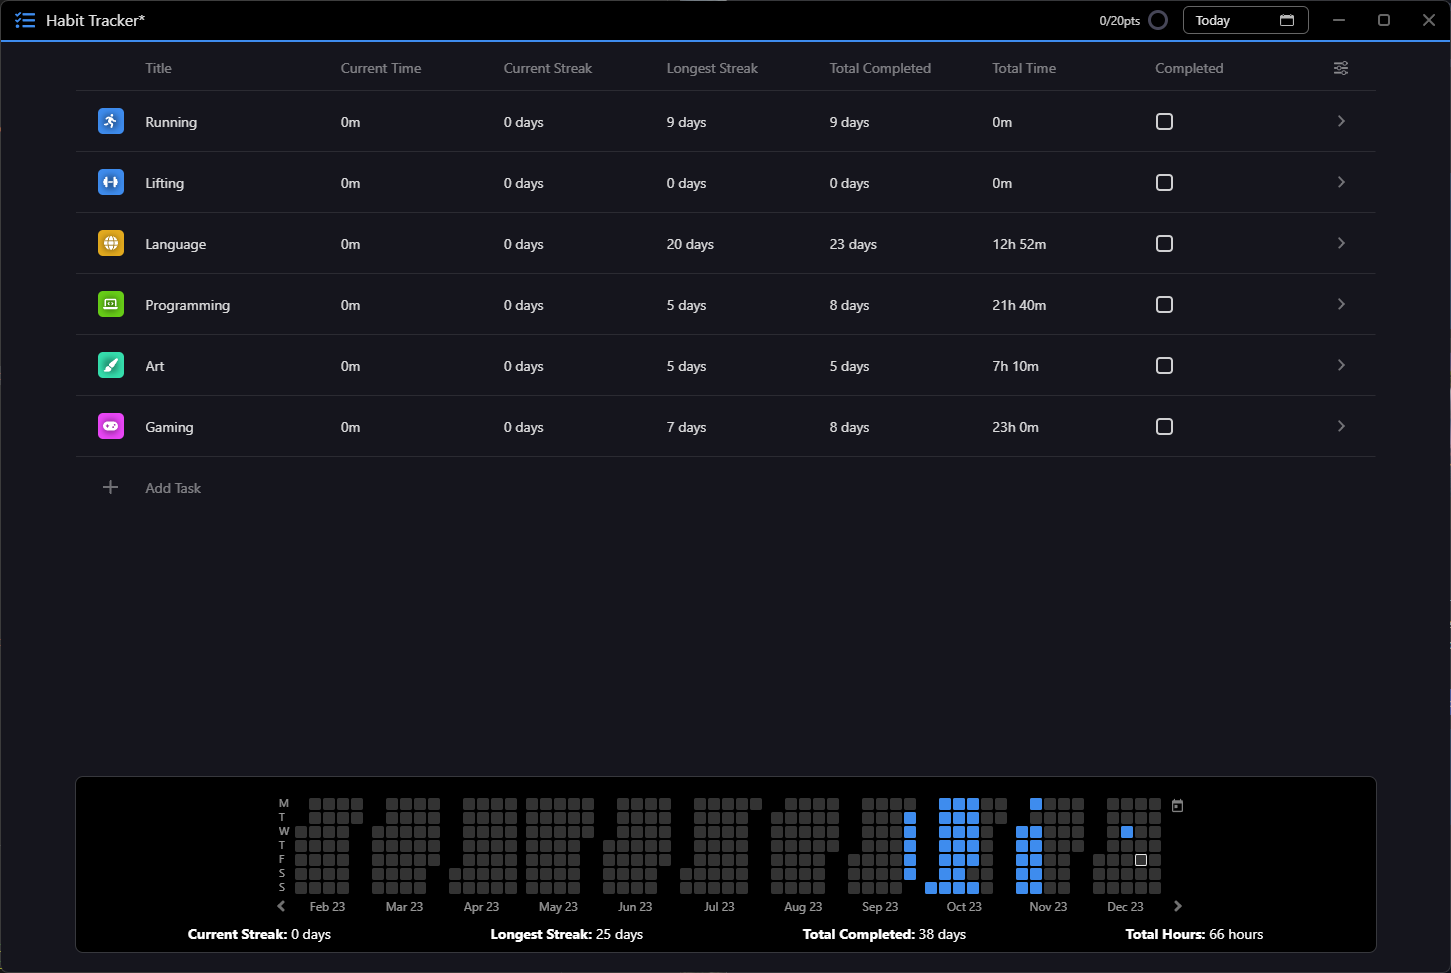 Habit Tracker*
0/20pts
Today
Title Current Time Current Streak Longest Streak Total Completed Total Time Completed
Running 0m 0 days 9 days 9 days 0m
Lifting 0m 0 days 0 days 0 days 0m
Language 0m 0 days 20 days 23 days 12h 52m
Programming 0m 0 days 5 days 8 days 21h 40m
Art 0m 0 days 5 days 5 days 7h 10m
Gaming 0m 0 days 7 days 8 days 23h 0m
Add Task
M
T
W
T
F
S
S
Feb 23 Mar 23 Apr 23 May 23 Jun 23 Jul 23 Aug 23 Sep 23 Oct 23 Nov 23 Dec 23
Current Streak: 0 days Longest Streak: 25 days Total Completed: 38 days Total Hours: 66 hours